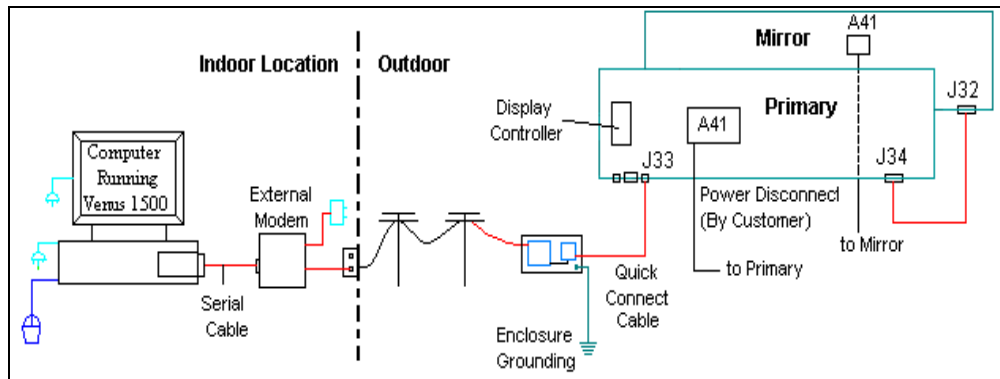 Indoor Location
Outdoor
Mirror
A41
J32
Primary
Display
Controller
A41
J33
J34
Computer
Running
Venus 1500
External
Modem
Power Disconnect
(By Customer)
to Mirror
to Primary
Serial
Cable
Quick
Connect
Cable
Enclosure
Grounding